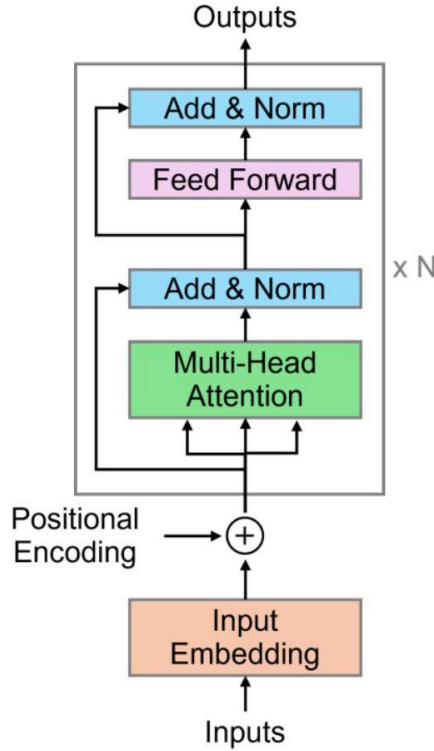 Outputs
Add & Norm
Feed Forward
Add & Norm
x N
Multi-Head
Attention
Positional
Encoding
+
Input
Embedding
Inputs